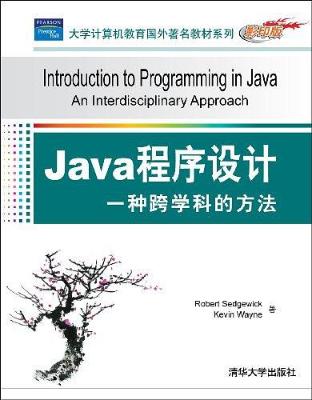 PEARSON
Prentice
Hall
大学计算机教育国外著名教材系列
影印版
Introduction to Programming in Java
An Interdisciplinary Approach
Java程序设计
一种跨学科的方法
Robert Sedgewick
Kevin Wayne
著
清华大学出版社